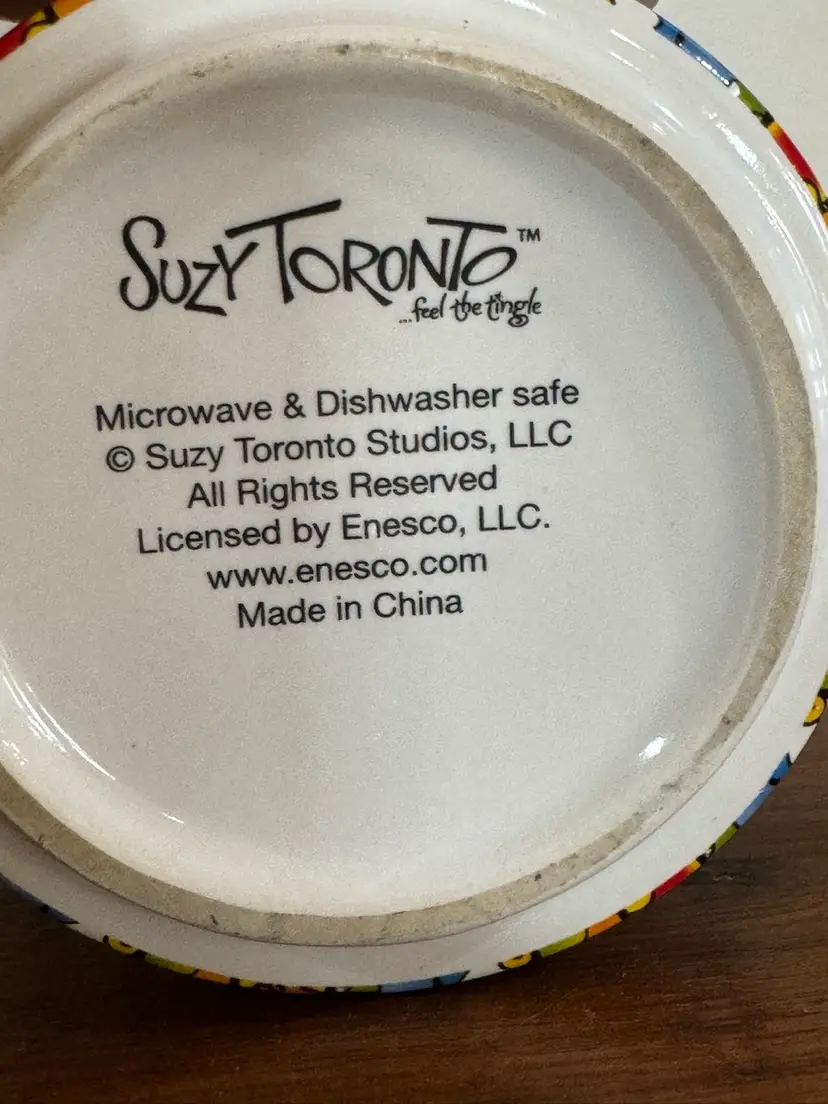 SUZY TORONTO™
...feel the tingle
Microwave & Dishwasher safe
© Suzy Toronto Studios, LLC
All Rights Reserved
Licensed by Enesco, LLC.
www.enesco.com
Made in China